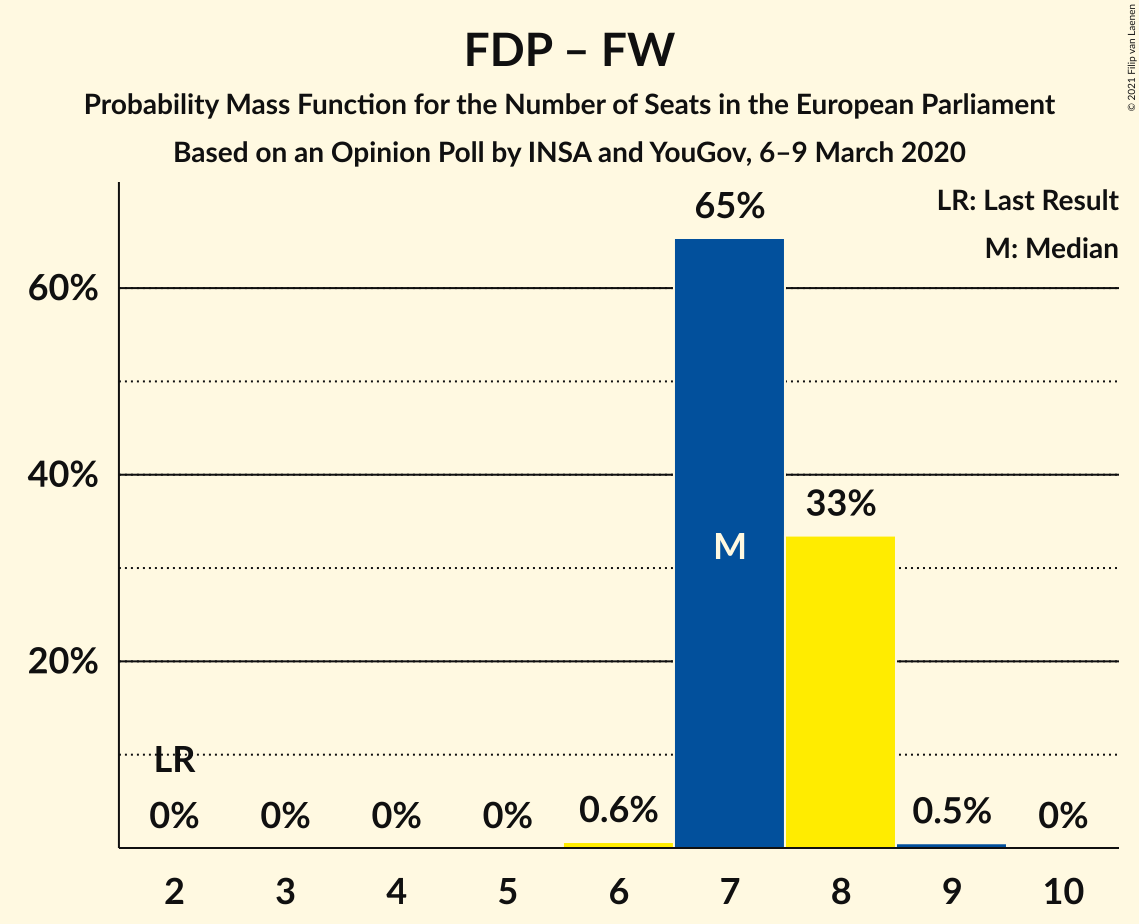 FDP – FW
Probability Mass Function for the Number of Seats in the European Parliament
Based on an Opinion Poll by INSA and YouGov, 6–9 March 2020
© 2021 Filip van Laenen
LR: Last Result
M: Median
65%
60%
40%
33%
M
20%
LR
0% 0% 0% 0% 0.6% 0.5% 0%
2 3 4 5 6 7 8 9 10